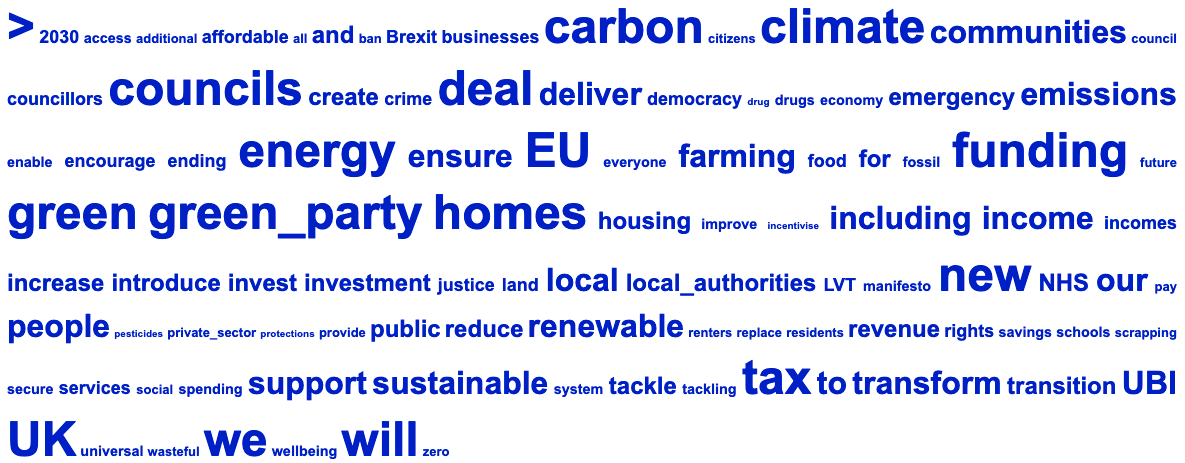 > 2030 access additional affordable all and ban Brexit businesses carbon citizens climate communities council
councillors councils create crime deal deliver democracy drug drugs economy emergency emissions
enable encourage ending energy ensure EU everyone farming food for fossil funding future
green green_party homes housing improve incentivise including income incomes
increase introduce invest investment justice land local local_authorities LVT manifesto new NHS our pay
people pesticides private_sector protections provide public reduce renewable renters replace residents revenue rights savings schools scrapping
secure services social spending support sustainable system tackle tackling tax to transform transition UBI
UK universal wasteful we wellbeing will zero